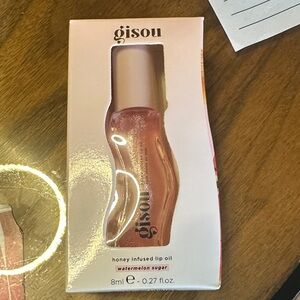 gisou
gisou
honey infused lip oil
watermelon sugar
8ml e - 0.27 fl.oz.